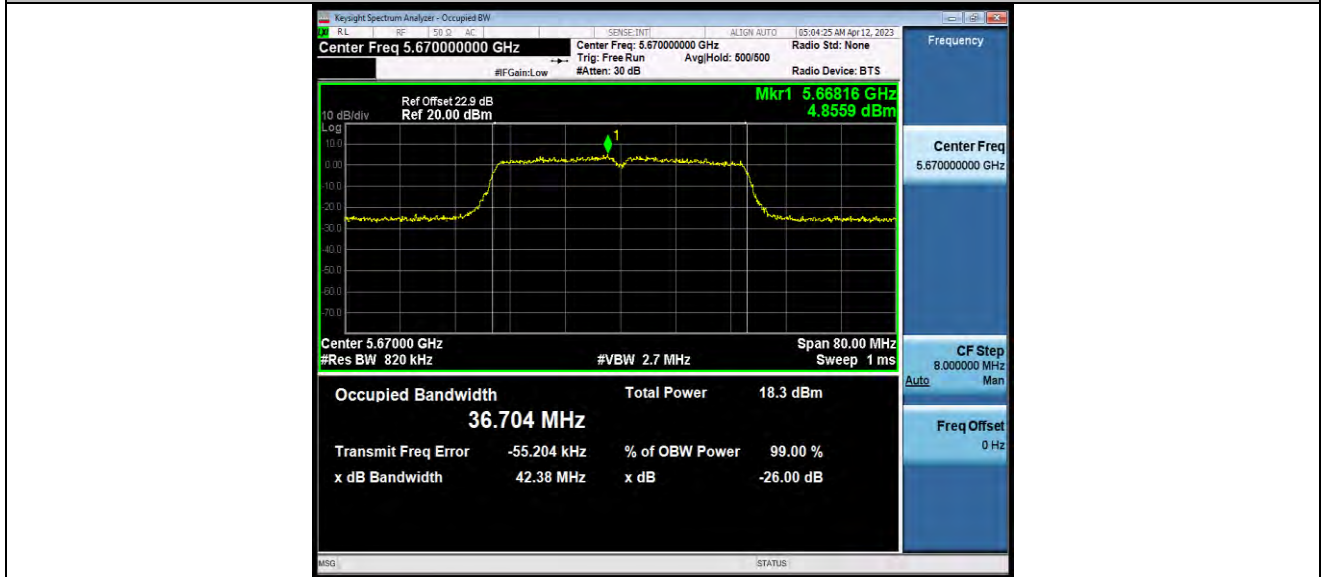 Keysight Spectrum Analyzer - Occupied BW
RL RF 50 Ω AC SENSE:INT ALIGN AUTO 05:04:25 AM Apr 12, 2023
Center Freq 5.670000000 GHz
Center Freq: 5.670000000 GHz Radio Std: None
Trig: Free Run Avg|Hold: 500/500
#IFGain:Low #Atten: 30 dB Radio Device: BTS
Mkr1 5.66816 GHz
4.8559 dBm
Ref Offset 22.9 dB
10 dB/div Ref 20.00 dBm
Log
10.0
0.00
-10.0
-20.0
-30.0
-40.0
-50.0
-60.0
-70.0
1
Center 5.67000 GHz Span 80.00 MHz
#Res BW 820 kHz #VBW 2.7 MHz Sweep 1 ms
Occupied Bandwidth Total Power 18.3 dBm
36.704 MHz
Transmit Freq Error -55.204 kHz % of OBW Power 99.00 %
x dB Bandwidth 42.38 MHz x dB -26.00 dB
MSG STATUS
Frequency
Center Freq
5.670000000 GHz
CF Step
8.000000 MHz
Auto Man
Freq Offset
0 Hz